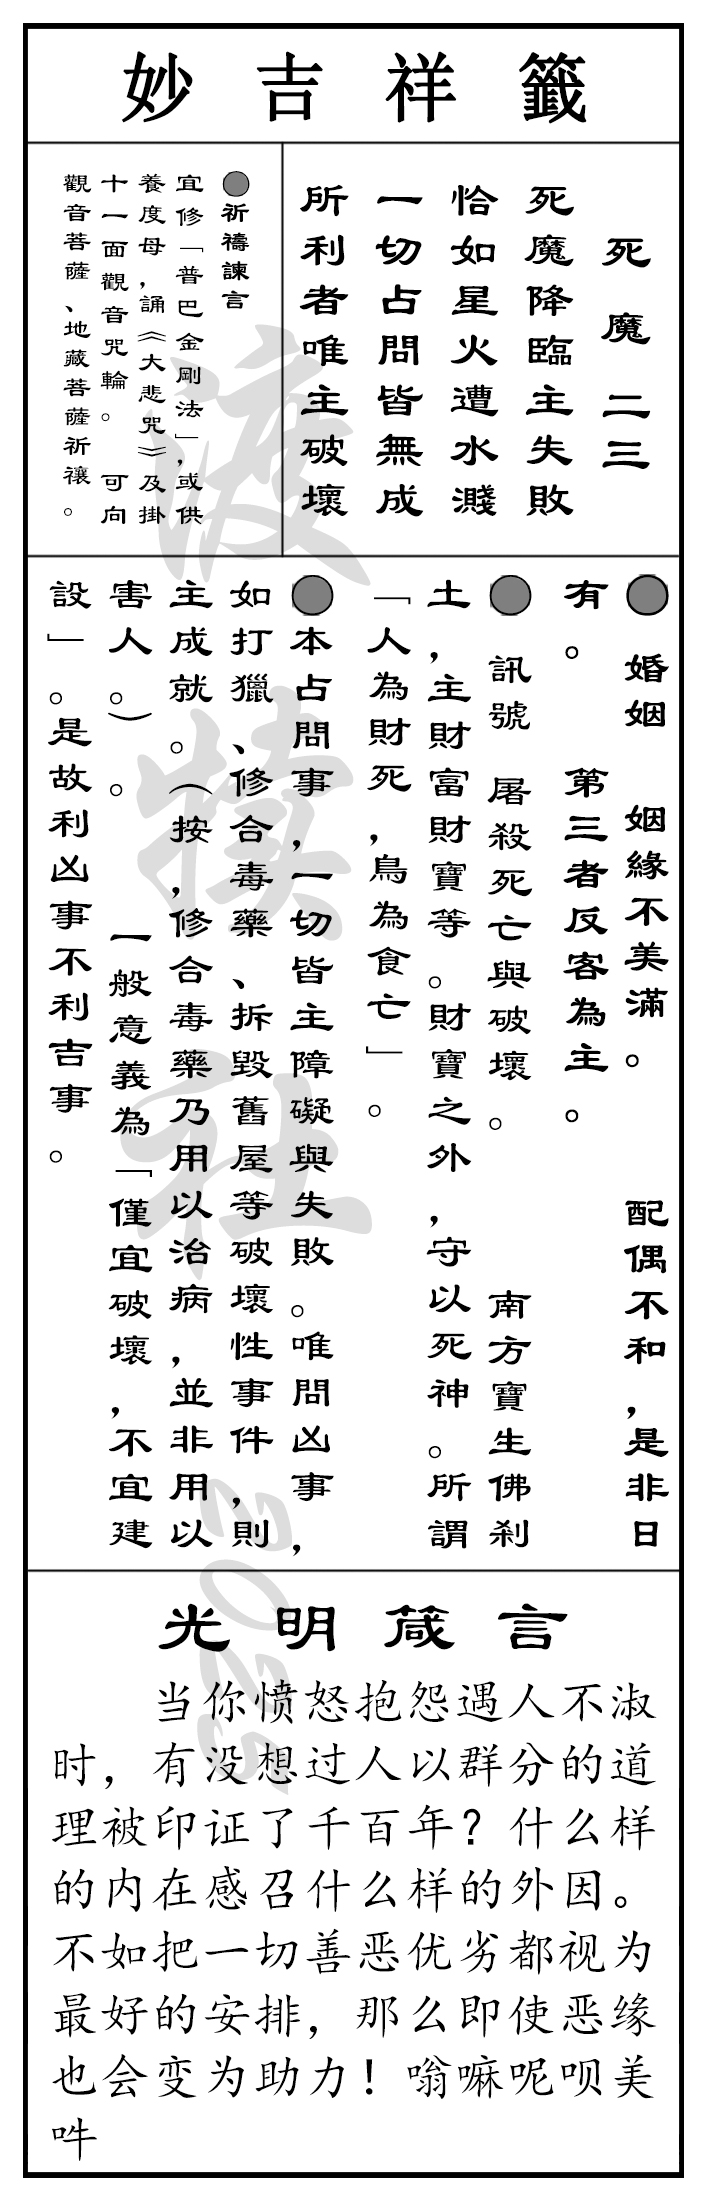 妙吉祥籤
死魔 二三
死魔降臨主失敗
恰如星火遭水濺
一切占問皆無成
所利者唯主破壞
●祈禱諫言
宜修「普巴金剛法」，或供
養度母，誦《大悲咒》及掛
十一面觀音咒輪。 可向
觀音菩薩、地藏菩薩祈禳。
● 婚姻 姻緣不美滿。 配偶不和，是非日
有。 第三者反客為主。
● 訊號 屠殺死亡與破壞。 南方寶生佛剎
土，主財富財寶等。財寶之外，守以死神。所謂
「人為財死，鳥為食亡」。
●本占問事，一切皆主障礙與失敗。唯問凶事，
如打獵、修合毒藥、拆毀舊屋等破壞性事件，則
主成就。（按，修合毒藥乃用以治病，並非用以
害人。）。 一般意義為「僅宜破壞，不宜建
設」。是故利凶事不利吉事。
光明箴言
当你愤怒抱怨遇人不淑
时，有没想过人以群分的道
理被印证了千百年？什么样
的内在感召什么样的外因。
不如把一切善恶优劣都视为
最好的安排，那么即使恶缘
也会变为助力！嗡嘛呢呗美
吽
渡犊社 2025